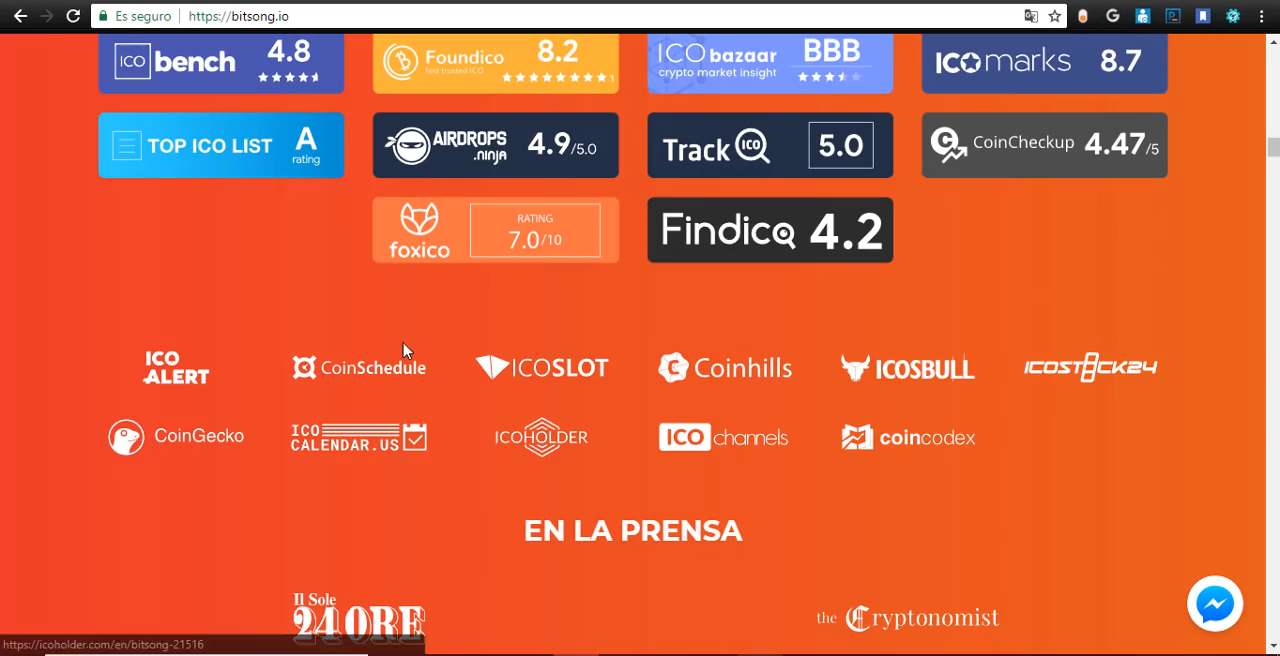 Es seguro
https://bitsong.io
ICO bench 4.8
Foundico 8.2
find trusted ICO
ICO bazaar BBB
crypto market insight
ICOmarks 8.7
TOP ICO LIST A
rating
AIRDROPS
.NINJA
4.9/5.0
Track ICO 5.0
CoinCheckup 4.47/5
foxico
RATING
7.0/10
Findico 4.2
ICO
ALERT
CoinSchedule
ICOSLOT
Coinhills
ICOSBULL
ICOSTOCK24
CoinGecko
ICO
CALENDAR.US
ICOHOLDER
ICO channels
coincodex
EN LA PRENSA
Il Sole
24 ORE
the Cryptonomist
https://icoholder.com/en/bitsong-21516